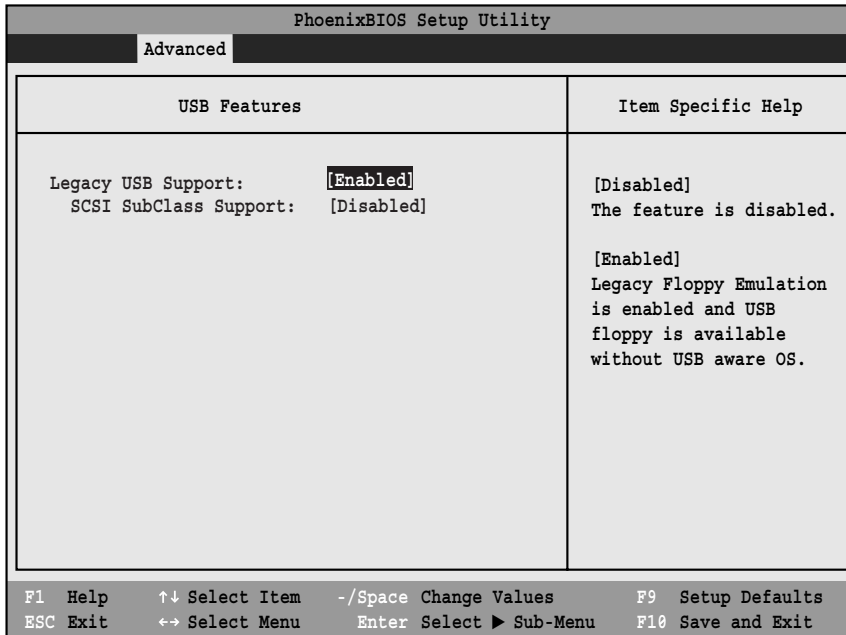 PhoenixBIOS Setup Utility
Advanced
USB Features
Item Specific Help
Legacy USB Support: [Enabled]
SCSI SubClass Support: [Disabled]
[Disabled]
The feature is disabled.
[Enabled]
Legacy Floppy Emulation
is enabled and USB
floppy is available
without USB aware OS.
F1 Help ↑↓ Select Item -/Space Change Values F9 Setup Defaults
ESC Exit ←→ Select Menu Enter Select ▶ Sub-Menu F10 Save and Exit